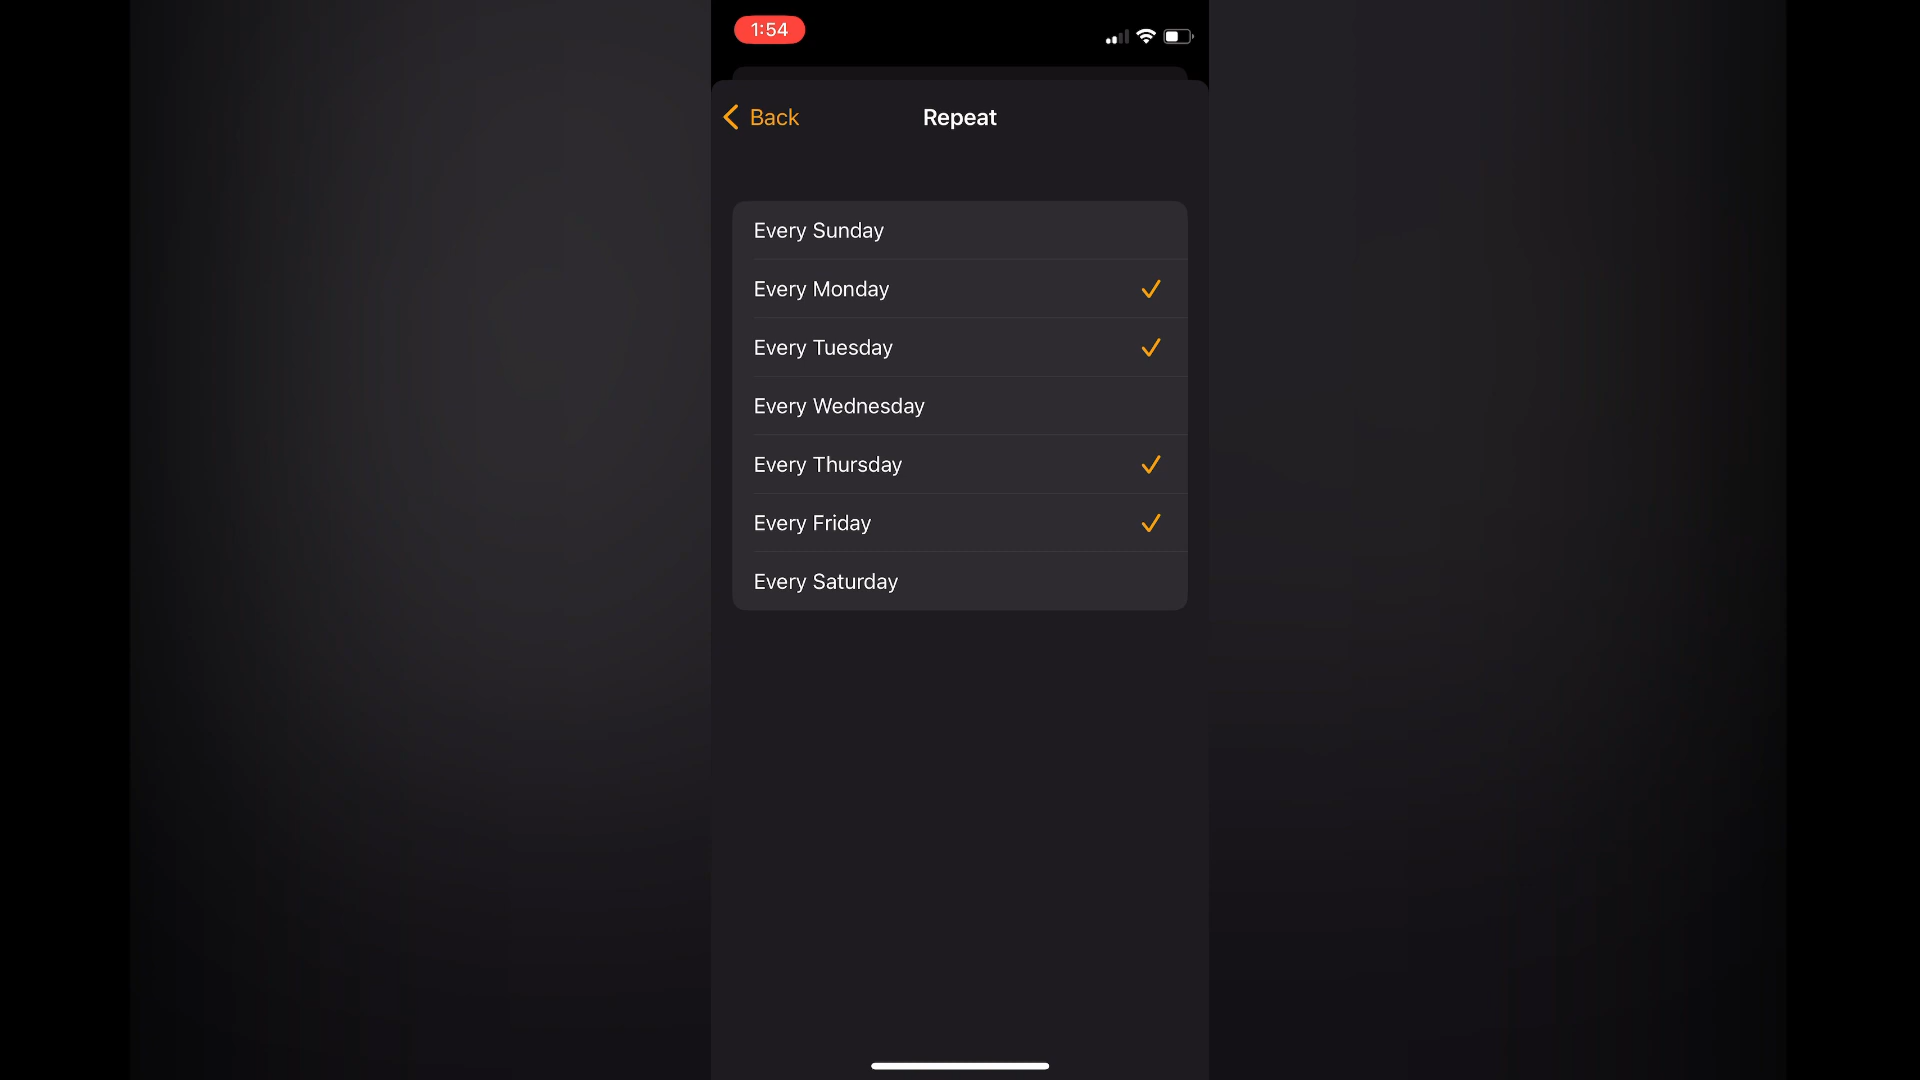 1:54
Back
Repeat
Every Sunday
Every Monday
Every Tuesday
Every Wednesday
Every Thursday
Every Friday
Every Saturday